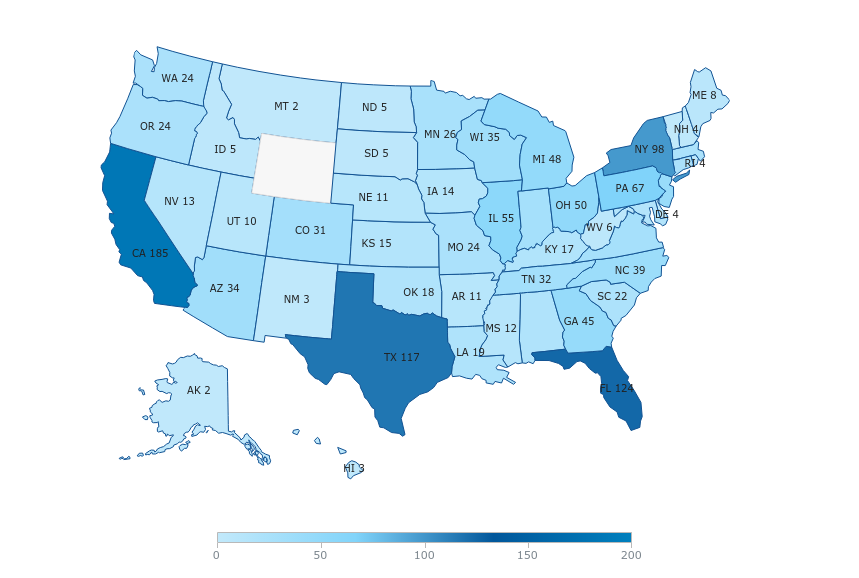 WA 24
MT 2
ND 5
ME 8
OR 24
MN 26
WI 35
NH 4
ID 5
SD 5
MI 48
NY 98
RI 4
NV 13
NE 11
IA 14
PA 67
UT 10
CO 31
IL 55
OH 50
DE 4
WV 6
CA 185
KS 15
MO 24
KY 17
AZ 34
NM 3
OK 18
AR 11
TN 32
NC 39
SC 22
MS 12
GA 45
TX 117
LA 19
FL 124
AK 2
HI 3
0 50 100 150 200